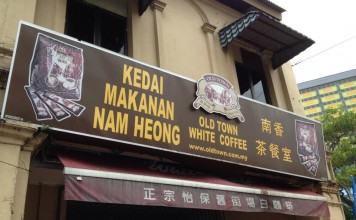 KEDAI
MAKANAN
NAM HEONG
OLD TOWN
WHITE COFFEE
www.oldtown.com.my
南香
茶餐室
正宗怡保舊街場白咖啡